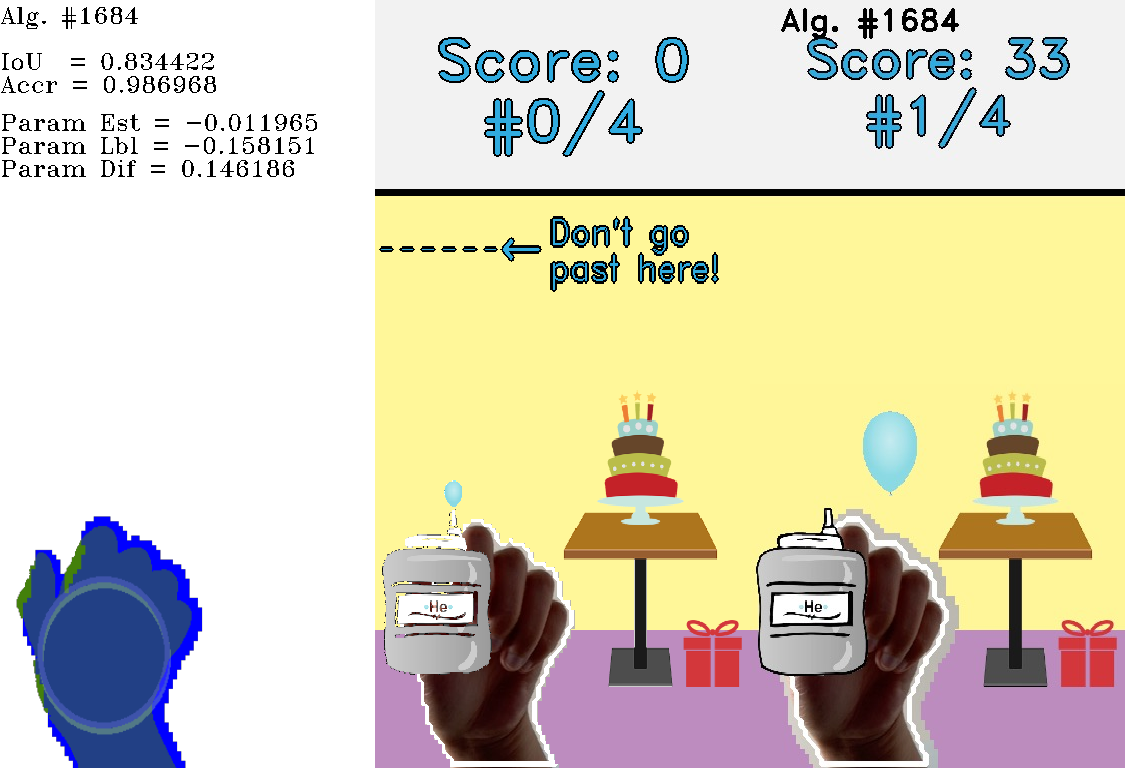 Alg. #1684
IoU = 0.834422
Accr = 0.986968
Param Est = −0.011965
Param Lbl = −0.158151
Param Dif = 0.146186
Score: 0
#0/4
Don't go
past here!
He
Alg. #1684
Score: 33
#1/4
He